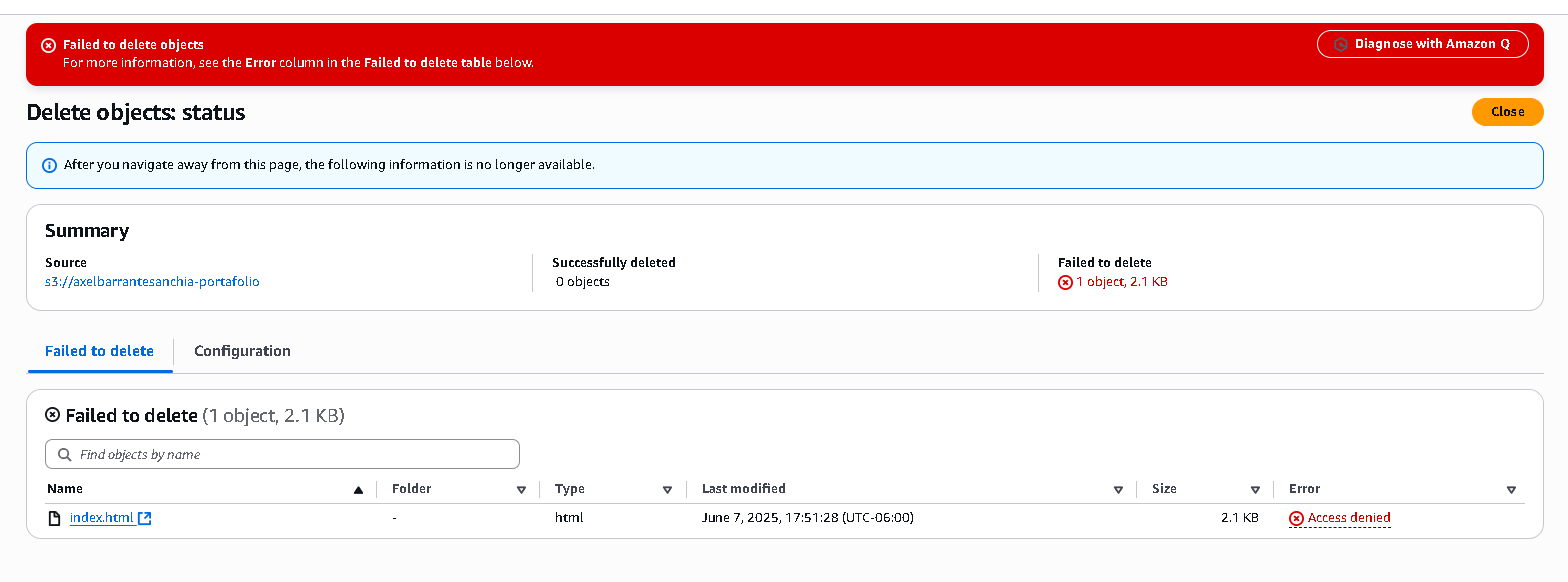 Failed to delete objects
For more information, see the Error column in the Failed to delete table below.
Diagnose with Amazon Q
Delete objects: status
Close
After you navigate away from this page, the following information is no longer available.
Summary
Source
s3://axelbarrantesanchia-portafolio
Successfully deleted
0 objects
Failed to delete
1 object, 2.1 KB
Failed to delete
Configuration
Failed to delete (1 object, 2.1 KB)
Find objects by name
Name Folder Type Last modified Size Error
index.html - html June 7, 2025, 17:51:28 (UTC-06:00) 2.1 KB Access denied